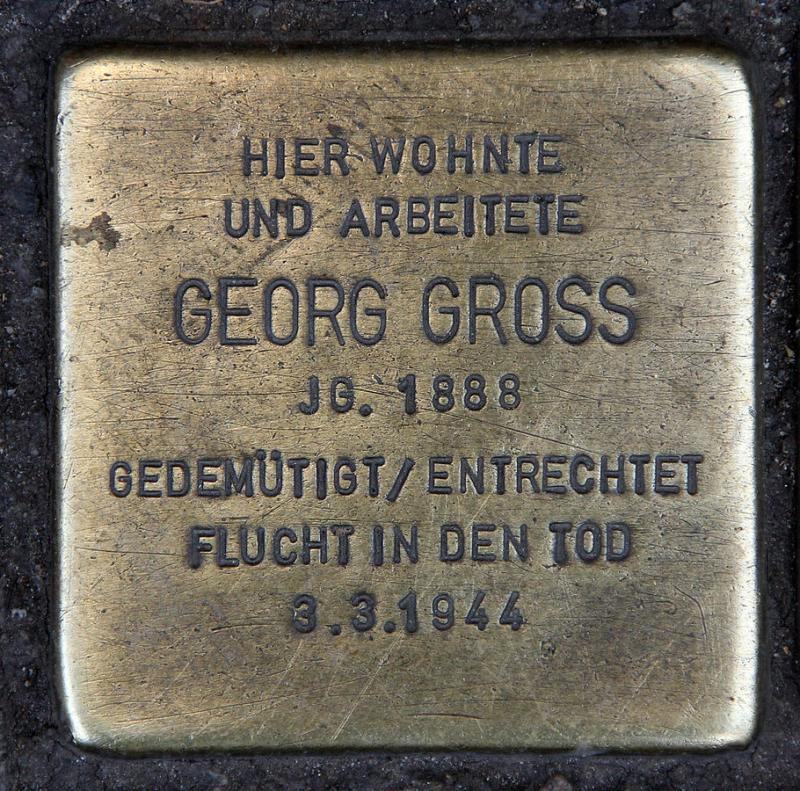 HIER WOHNTE
UND ARBEITETE
GEORG GROSS
JG. 1888
GEDEMÜTIGT/ENTRECHTET
FLUCHT IN DEN TOD
3.3.1944